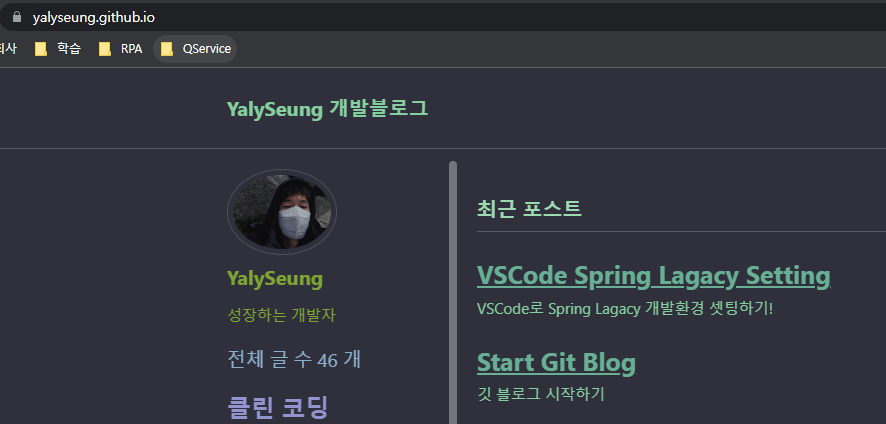 yalyseung.github.io
회사
학습
RPA
QService
YalySeung 개발블로그
YalySeung
성장하는 개발자
전체 글 수 46 개
클린 코딩
최근 포스트
VSCode Spring Lagacy Setting
VSCode로 Spring Lagacy 개발환경 셋팅하기!
Start Git Blog
깃 블로그 시작하기